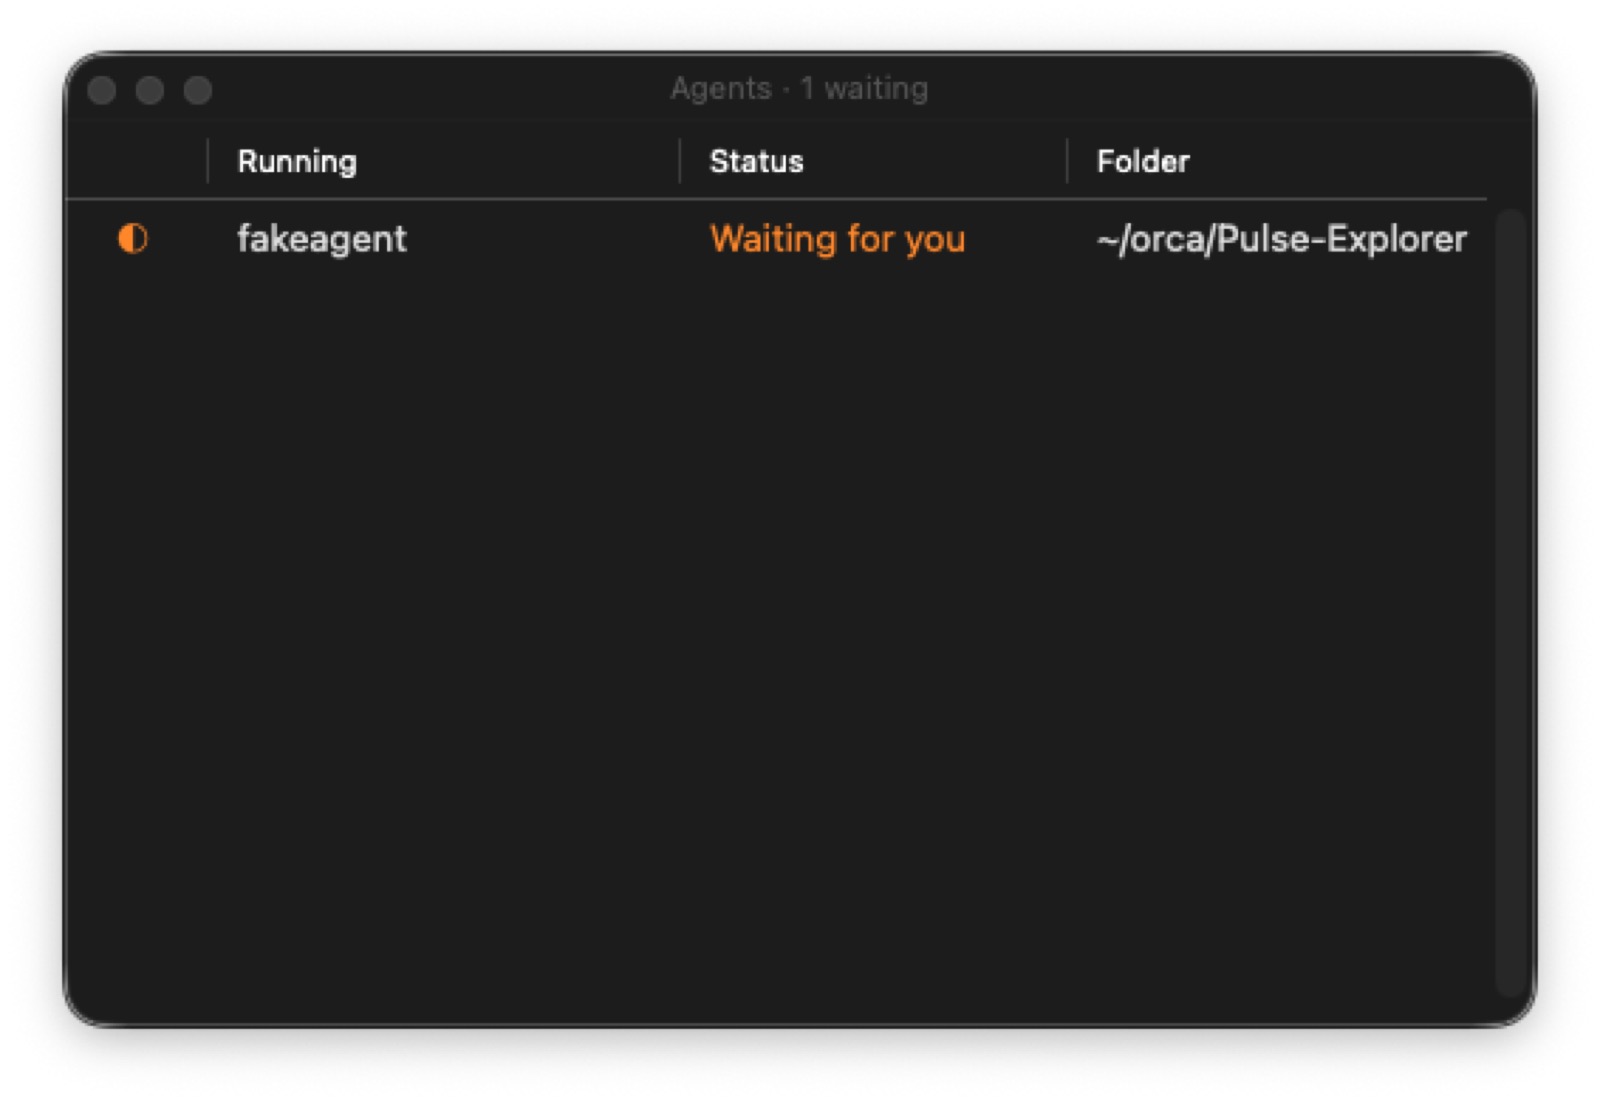 Agents · 1 waiting
Running Status Folder
fakeagent Waiting for you ~/orca/Pulse-Explorer